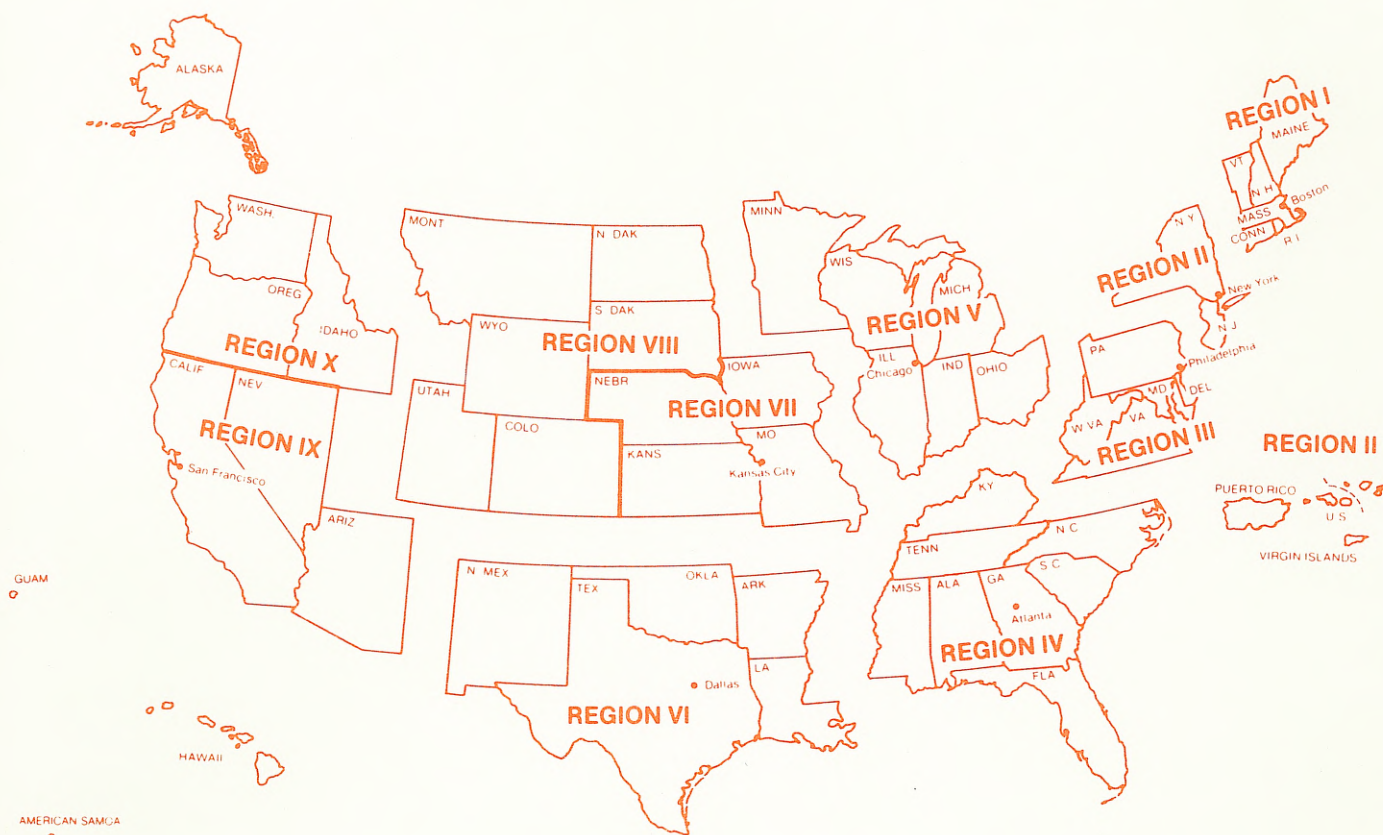 ALASKA
REGION I
MAINE
VT
N H
Boston
MASS
CONN
R I
WASH.
MONT
N DAK
MINN
N Y
WIS
REGION II
MICH
New York
OREG
IDAHO
S DAK
WYO
REGION V
N J
REGION X
REGION VIII
PA
Philadelphia
CALIF
NEV
UTAH
NEBR
IOWA
ILL
Chicago
IND
OHIO
MD
DEL
REGION VII
W VA
VA
REGION IX
COLO
MO
REGION III
REGION II
KANS
Kansas City
San Francisco
KY
PUERTO RICO
U S
VIRGIN ISLANDS
ARIZ
N C
TENN
S C
GUAM
N MEX
TEX
OKLA
ARK
MISS
ALA
GA
Atlanta
REGION IV
LA
FLA
Dallas
REGION VI
HAWAII
AMERICAN SAMOA